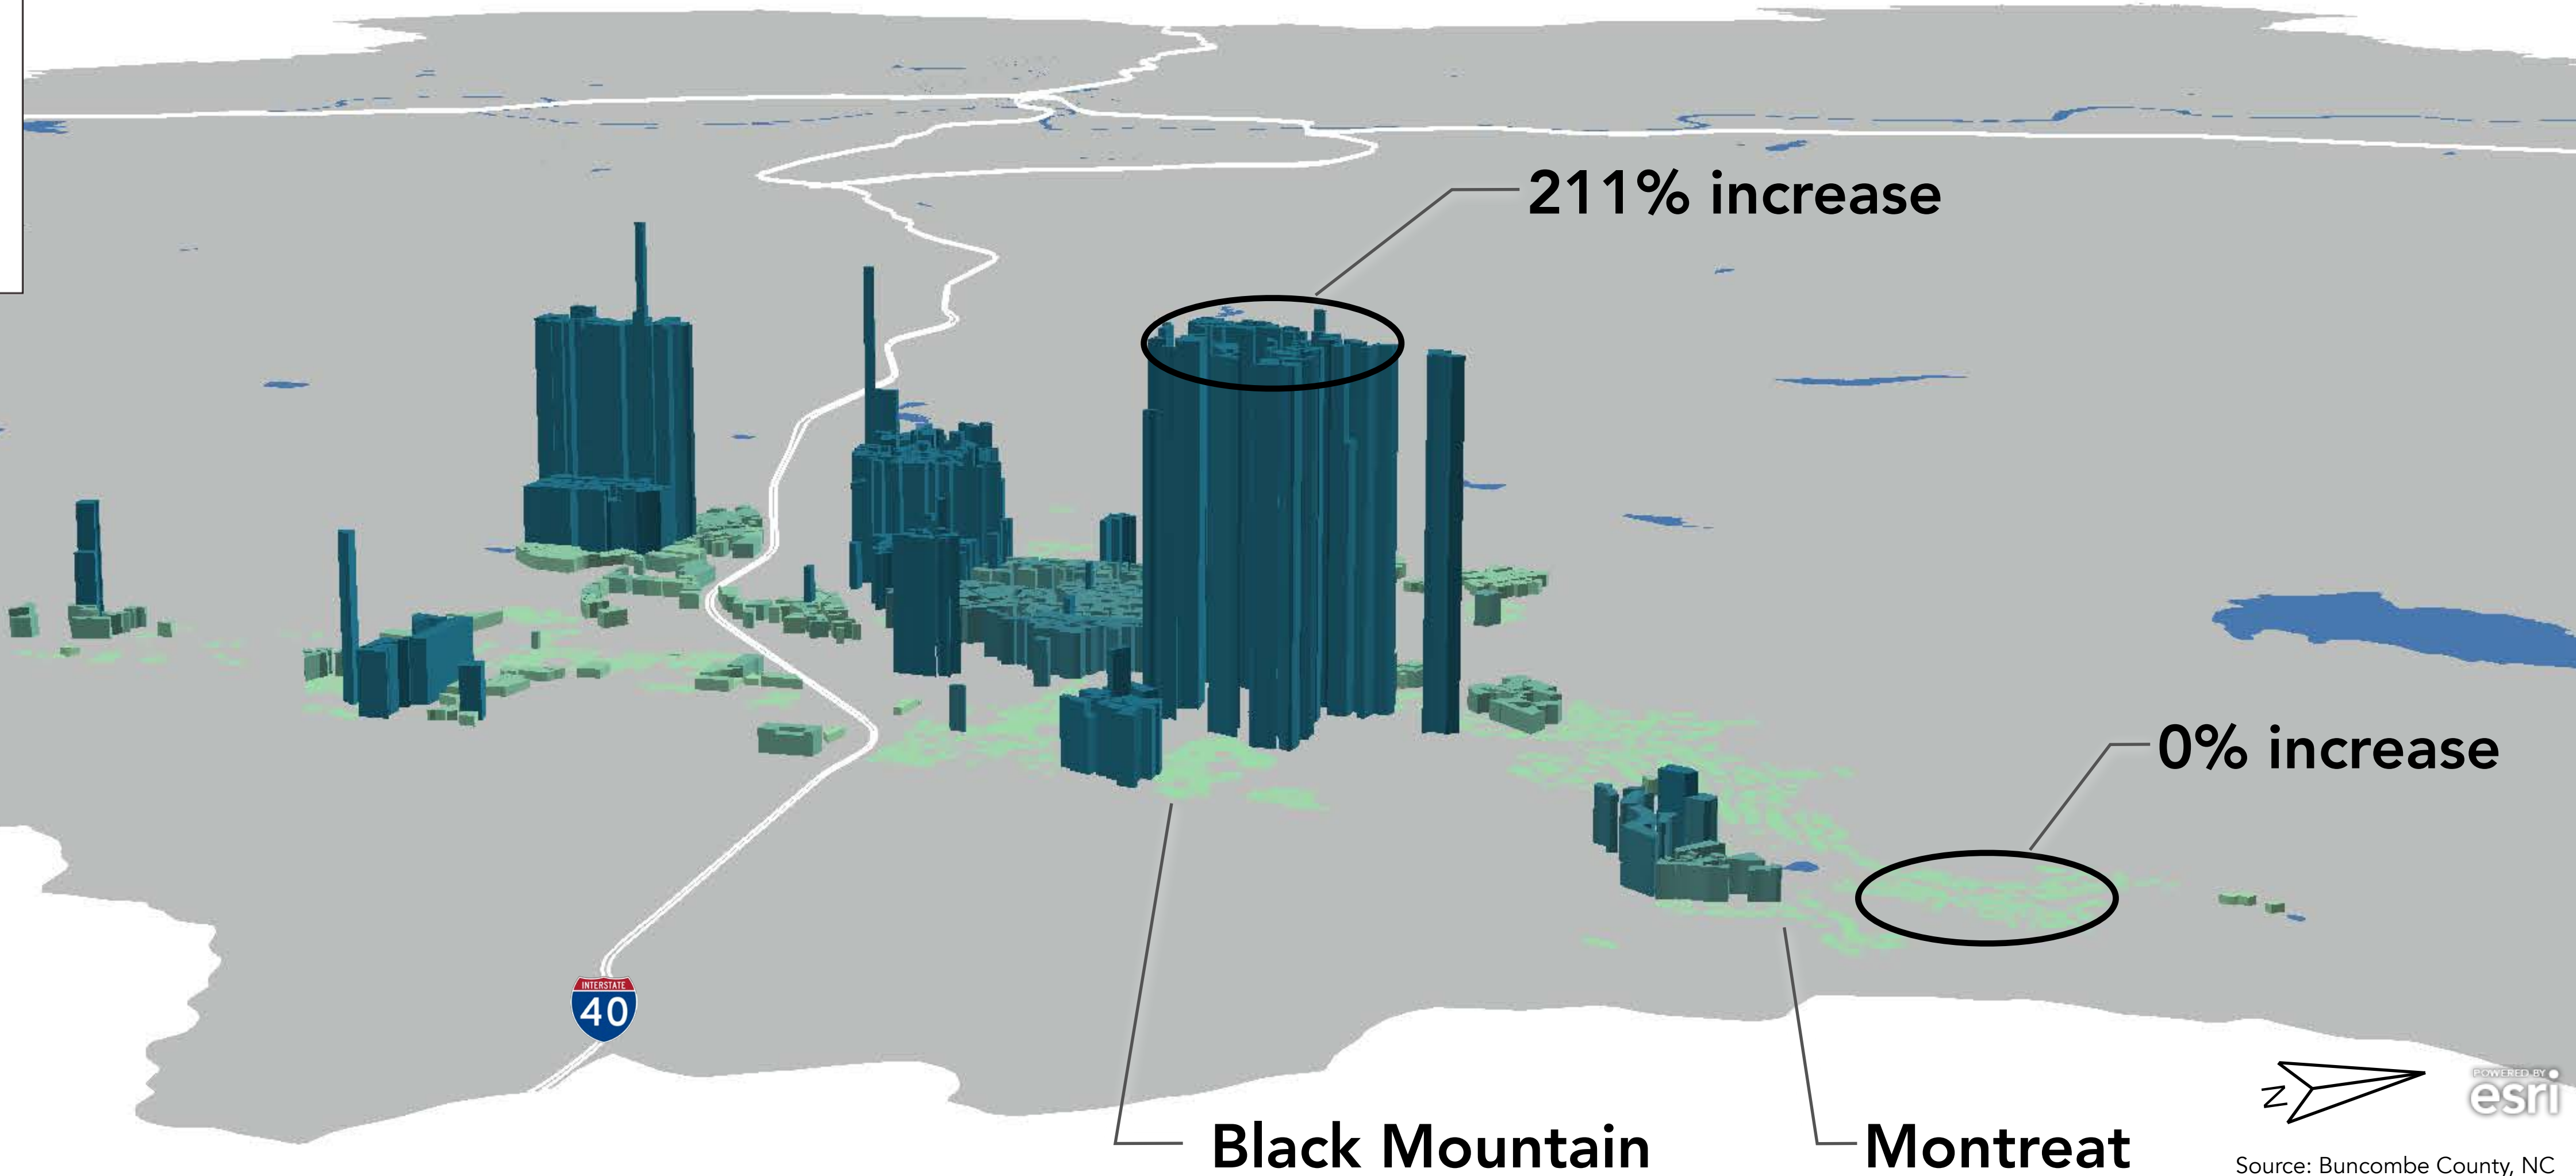 211% increase
0% increase
INTERSTATE
40
Black Mountain
Montreat
N
POWERED BY
esri
Source: Buncombe County, NC